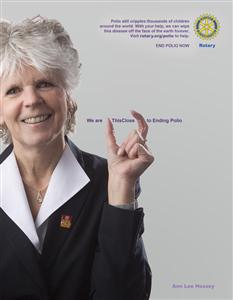 Polio still cripples thousands of children
around the world. With your help, we can wipe
this disease off the face of the earth forever.
Visit rotary.org/polio to help.
END POLIO NOW
Rotary
We are ThisClose to Ending Polio
Ann Lee Hussey